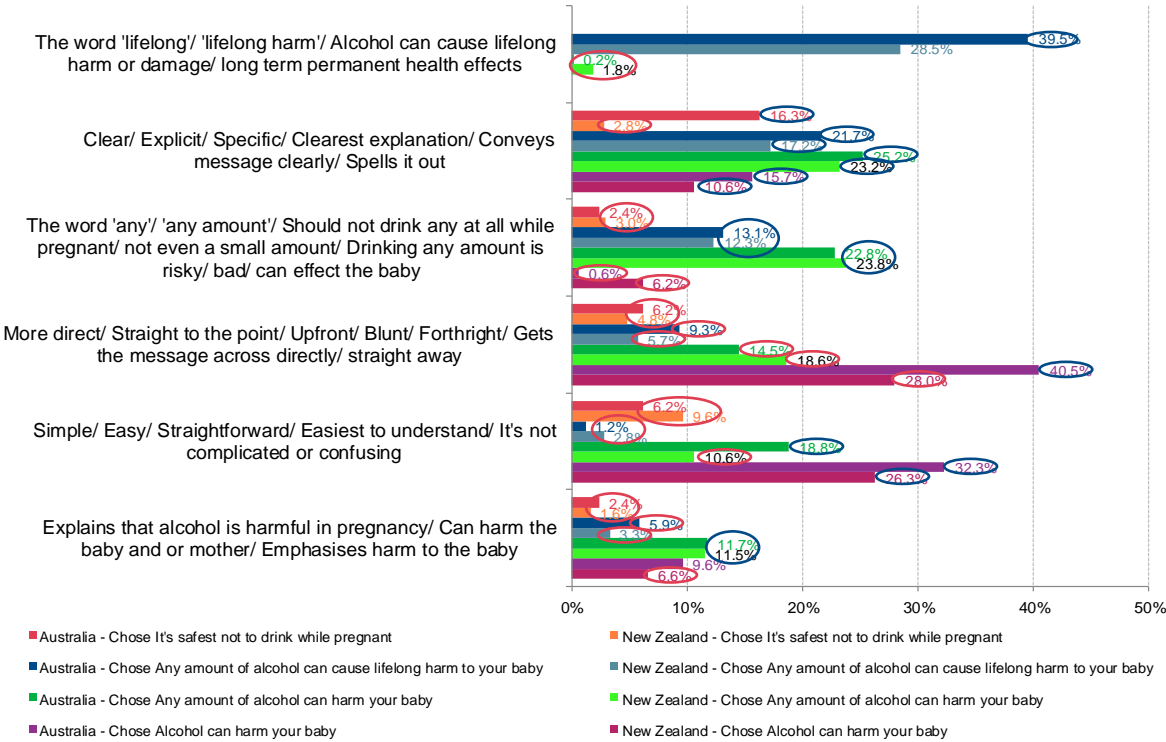 The word 'lifelong'/ 'lifelong harm'/ Alcohol can cause lifelong
harm or damage/ long term permanent health effects
39.5%
28.5%
0.2%
1.8%
Clear/ Explicit/ Specific/ Clearest explanation/ Conveys
message clearly/ Spells it out
16.3%
2.8%
21.7%
17.2%
25.2%
23.2%
15.7%
10.6%
The word 'any'/ 'any amount'/ Should not drink any at all while
pregnant/ not even a small amount/ Drinking any amount is
risky/ bad/ can effect the baby
2.4%
3.0%
13.1%
12.3%
22.8%
23.8%
0.6%
6.2%
More direct/ Straight to the point/ Upfront/ Blunt/ Forthright/ Gets
the message across directly/ straight away
6.2%
4.8%
9.3%
5.7%
14.5%
18.6%
40.5%
28.0%
Simple/ Easy/ Straightforward/ Easiest to understand/ It's not
complicated or confusing
6.2%
9.6%
1.2%
2.8%
18.8%
10.6%
32.3%
26.3%
Explains that alcohol is harmful in pregnancy/ Can harm the
baby and or mother/ Emphasises harm to the baby
2.4%
1.6%
5.9%
3.3%
11.7%
11.5%
9.6%
6.6%
0% 10% 20% 30% 40% 50%
Australia - Chose It's safest not to drink while pregnant
New Zealand - Chose It's safest not to drink while pregnant
Australia - Chose Any amount of alcohol can cause lifelong harm to your baby
New Zealand - Chose Any amount of alcohol can cause lifelong harm to your baby
Australia - Chose Any amount of alcohol can harm your baby
New Zealand - Chose Any amount of alcohol can harm your baby
Australia - Chose Alcohol can harm your baby
New Zealand - Chose Alcohol can harm your baby